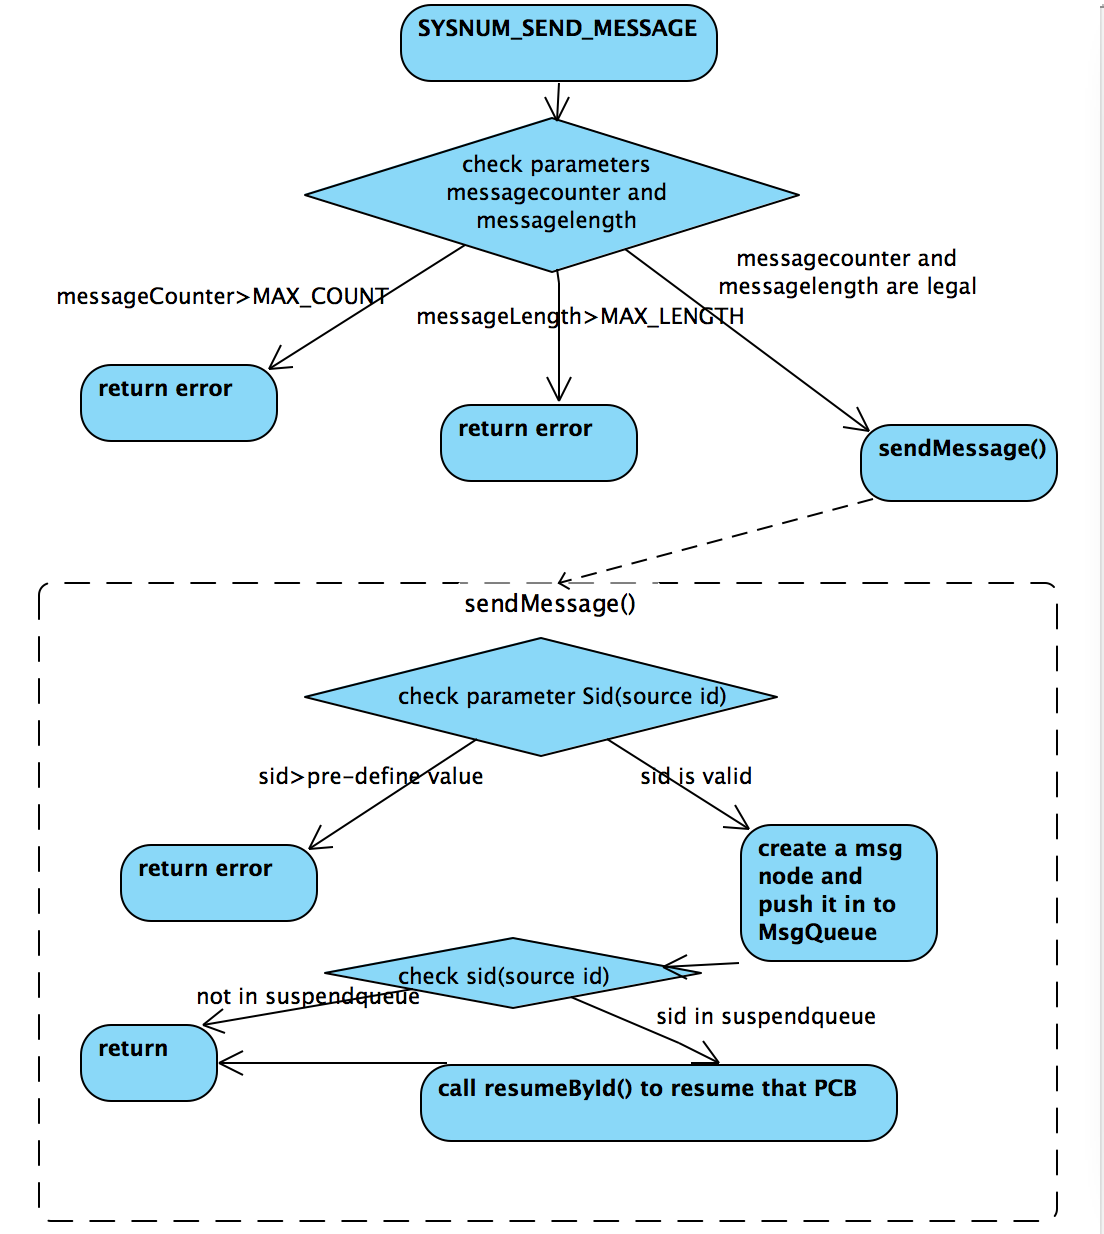 SYSNUM_SEND_MESSAGE
check parameters
messagecounter and
messagelength
messagecounter and
messagelength are legal
messageCounter>MAX_COUNT
messageLength>MAX_LENGTH
return error
return error
sendMessage()
sendMessage()
check parameter Sid(source id)
sid>pre-define value
sid is valid
return error
create a msg
node and
push it in to
MsgQueue
check sid(source id)
not in suspendqueue
sid in suspendqueue
return
call resumeById() to resume that PCB